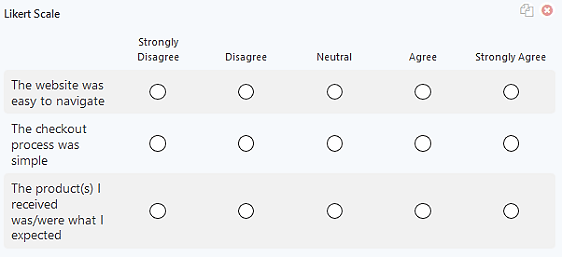 Likert Scale
Strongly
Disagree
Disagree
Neutral
Agree
Strongly Agree
The website was
easy to navigate
The checkout
process was
simple
The product(s) I
received
was/were what I
expected